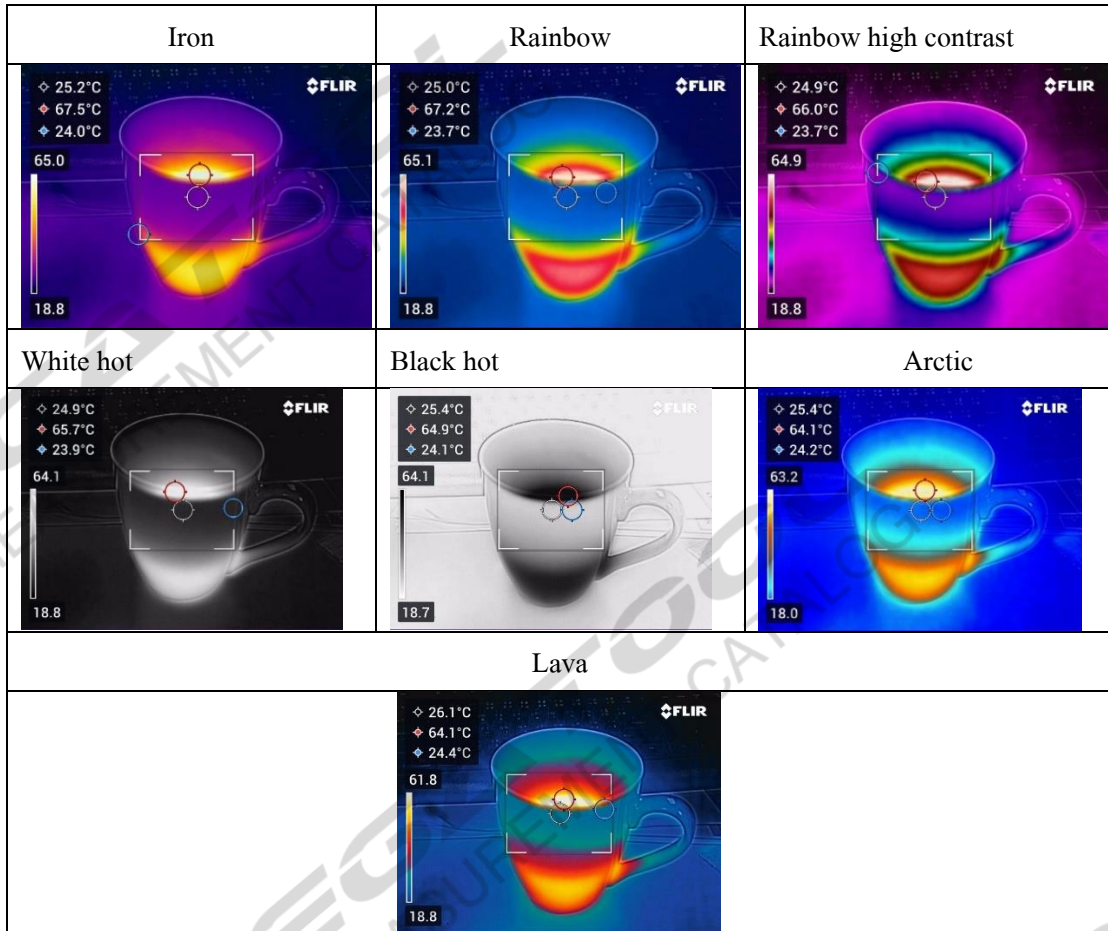 Iron
Rainbow
Rainbow high contrast
25.2°C
67.5°C
24.0°C
FLIR
65.0
18.8
25.0°C
67.2°C
23.7°C
FLIR
65.1
18.8
24.9°C
66.0°C
23.7°C
FLIR
64.9
18.8
White hot
Black hot
Arctic
24.9°C
65.7°C
23.9°C
FLIR
64.1
18.8
25.4°C
64.9°C
24.1°C
FLIR
64.1
18.7
25.4°C
64.1°C
24.2°C
FLIR
63.2
18.0
Lava
26.1°C
64.1°C
24.4°C
FLIR
61.8
18.8